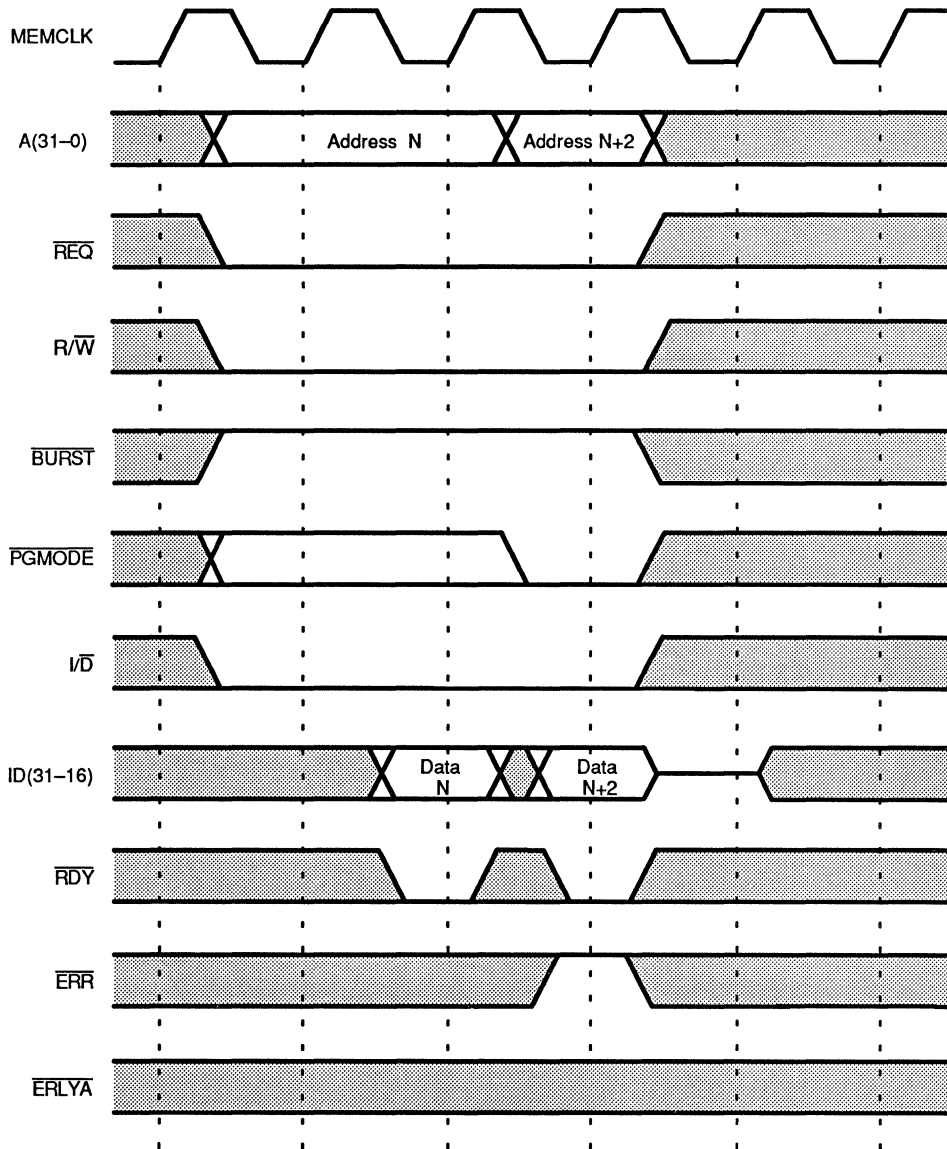 MEMCLK
A(31–0)
Address N
Address N+2
REQ
R/W
BURST
PGMODE
I/D
ID(31–16)
Data
N
Data
N+2
RDY
ERR
ERLYA